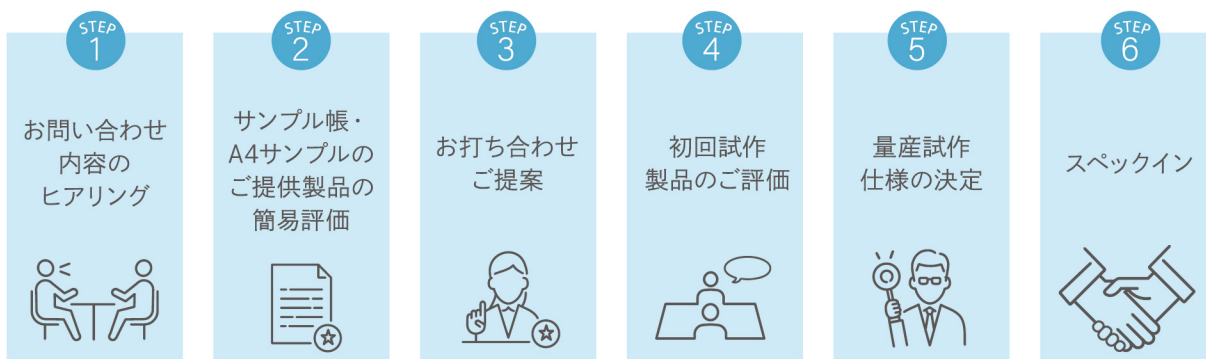 STEP
1
お問い合わせ
内容の
ヒアリング
STEP
2
サンプル帳・
A4サンプルの
ご提供製品の
簡易評価
STEP
3
お打ち合わせ
ご提案
STEP
4
初回試作
製品のご評価
STEP
5
量産試作
仕様の決定
STEP
6
スペックイン